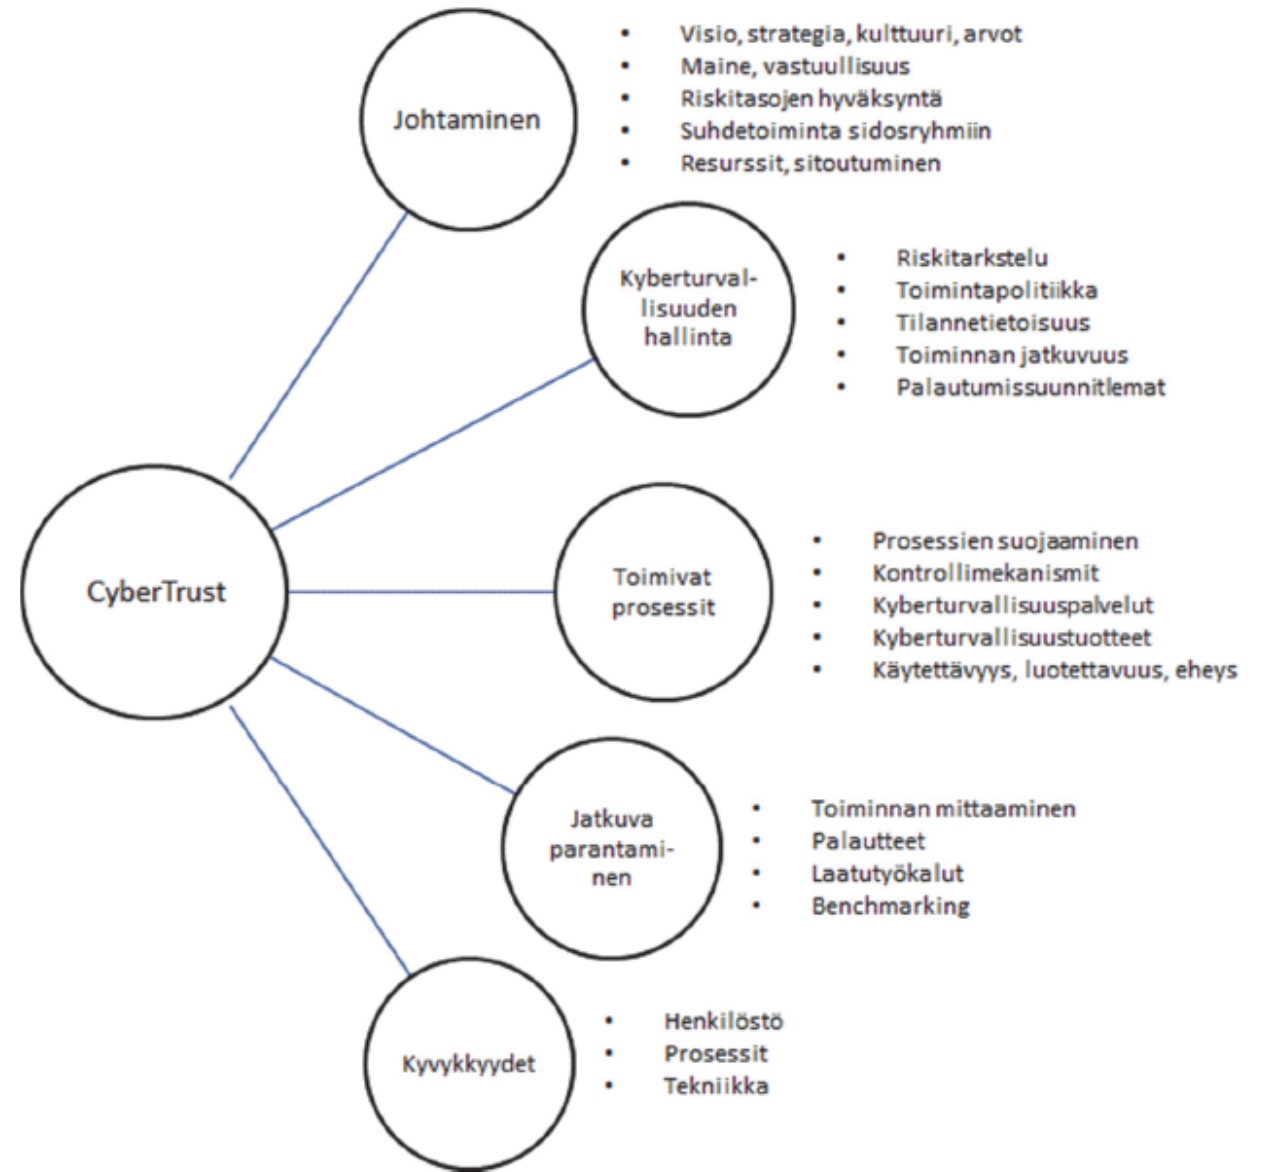 Johtaminen
• Visio, strategia, kulttuuri, arvot
• Maine, vastuullisuus
• Riskitasojen hyväksyntä
• Suhdetoiminta sidosryhmiin
• Resurssit, sitoutuminen
Kyberturval-
lisuuden
hallinta
• Riskitarkstelu
• Toimintapolitiikka
• Tilannetietoisuus
• Toiminnan jatkuvuus
• Palautumissuunnitlemat
CyberTrust
Toimivat
prosessit
• Prosessien suojaaminen
• Kontrollimekanismit
• Kyberturvallisuuspalvelut
• Kyberturvallisuustuotteet
• Käytettävyys, luotettavuus, eheys
Jatkuva
parantami-
nen
• Toiminnan mittaaminen
• Palautteet
• Laatutyökalut
• Benchmarking
Kyvykkyydet
• Henkilöstö
• Prosessit
• Tekniikka